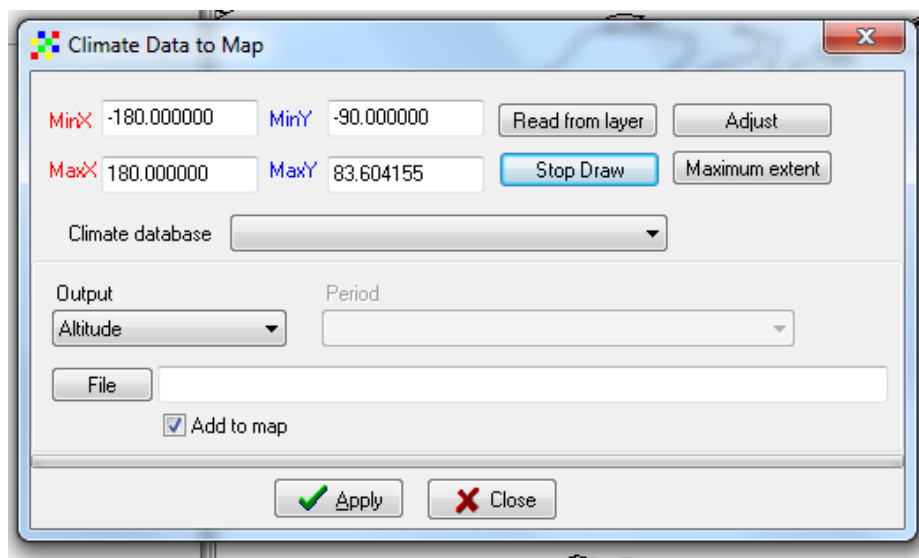 Climate Data to Map
MinX -180.000000 MinY -90.000000 Read from layer Adjust
MaxX 180.000000 MaxY 83.604155 Stop Draw Maximum extent
Climate database
Output Period
Altitude
File
Add to map
Apply Close